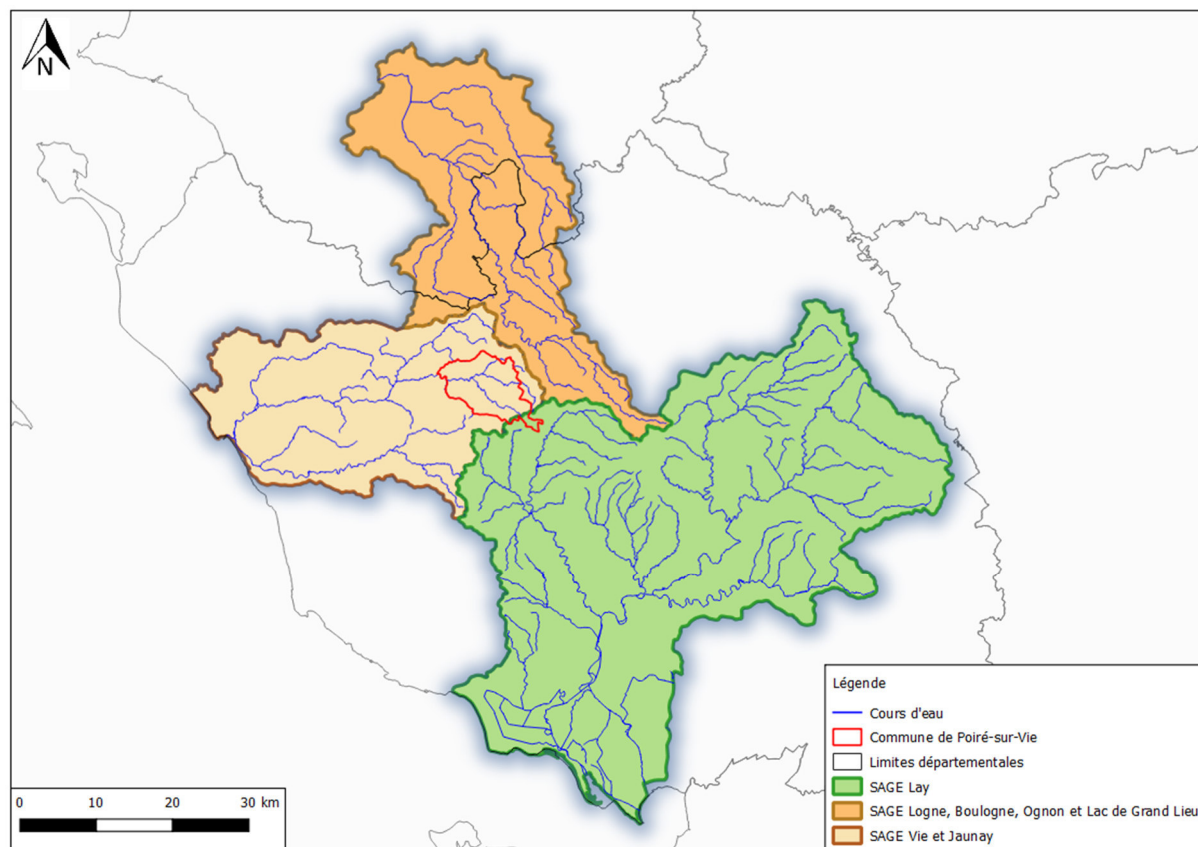 N
Légende
Cours d'eau
Commune de Poiré-sur-Vie
Limites départementales
SAGE Lay
SAGE Logne, Boulogne, Ognon et Lac de Grand Lieu
SAGE Vie et Jaunay
0 10 20 30 km